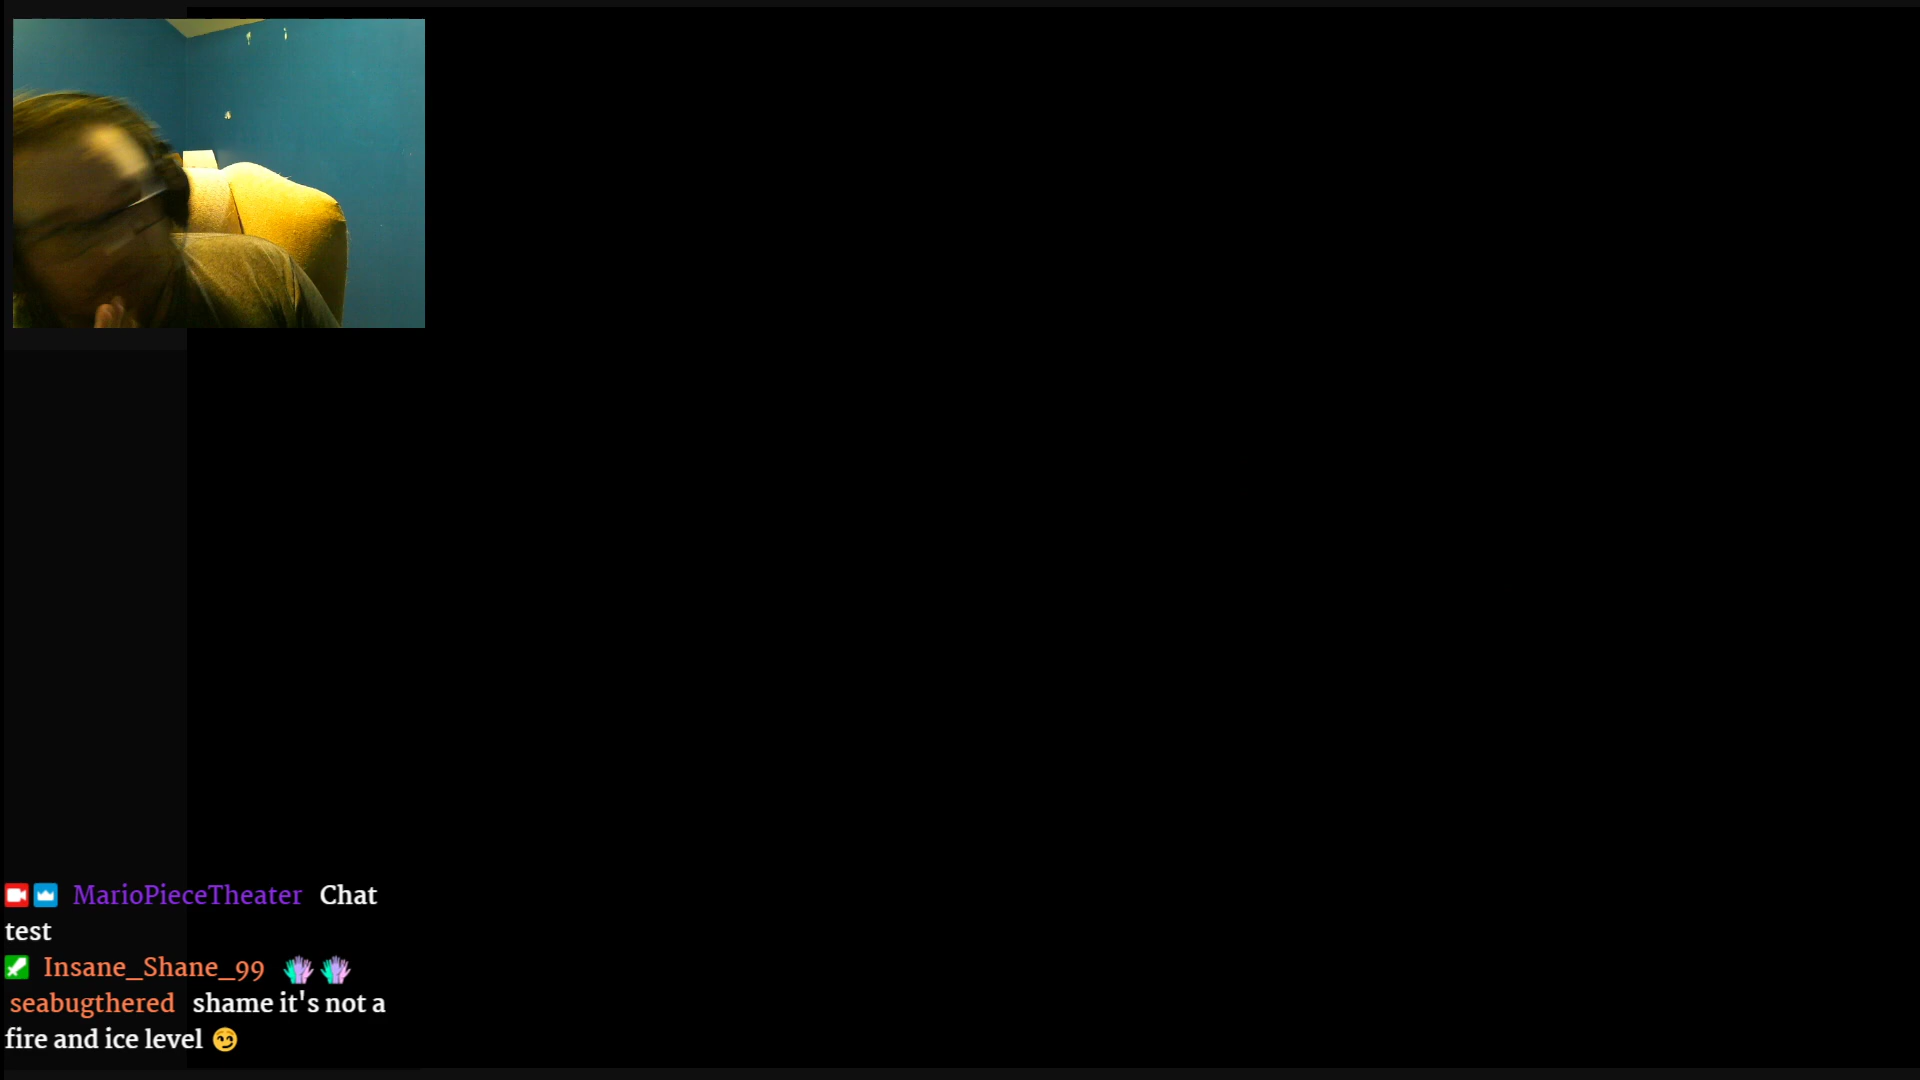 MarioPieceTheater Chat
test
Insane_Shane_99
seabugthered shame it's not a
fire and ice level 😏